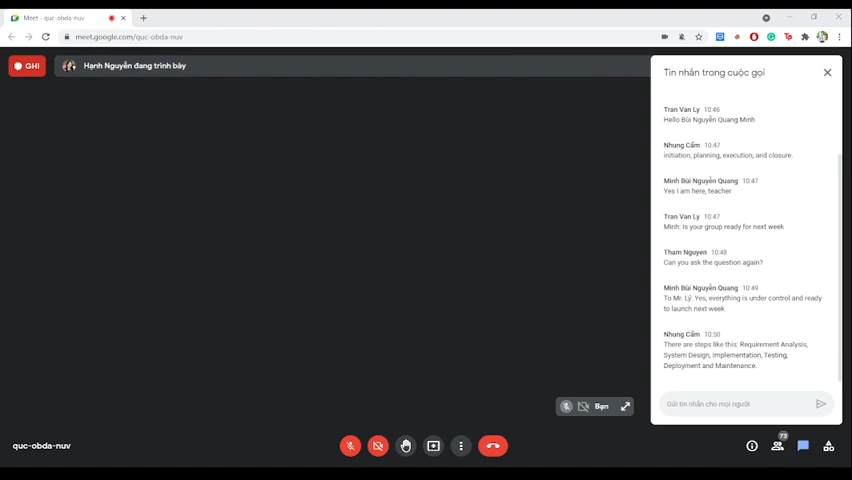 Meet - quc-obda-nuv
meet.google.com/quc-obda-nuv
GHI
Hạnh Nguyễn đang trình bày
Tin nhắn trong cuộc gọi
Tran Van Ly 10:46
Hello Bùi Nguyễn Quang Minh
Nhung Cẩm 10:47
initiation, planning, execution, and closure.
Minh Bùi Nguyễn Quang 10:47
Yes I am here, teacher
Tran Van Ly 10:47
Minh: Is your group ready for next week
Tham Nguyen 10:48
Can you ask the question again?
Minh Bùi Nguyễn Quang 10:49
To Mr. Lý: Yes, everything is under control and ready
to launch next week
Nhung Cẩm 10:50
There are steps like this: Requirement Analysis,
System Design, Implementation, Testing,
Deployment and Maintenance.
Gửi tin nhắn cho mọi người
Bạn
quc-obda-nuv
73